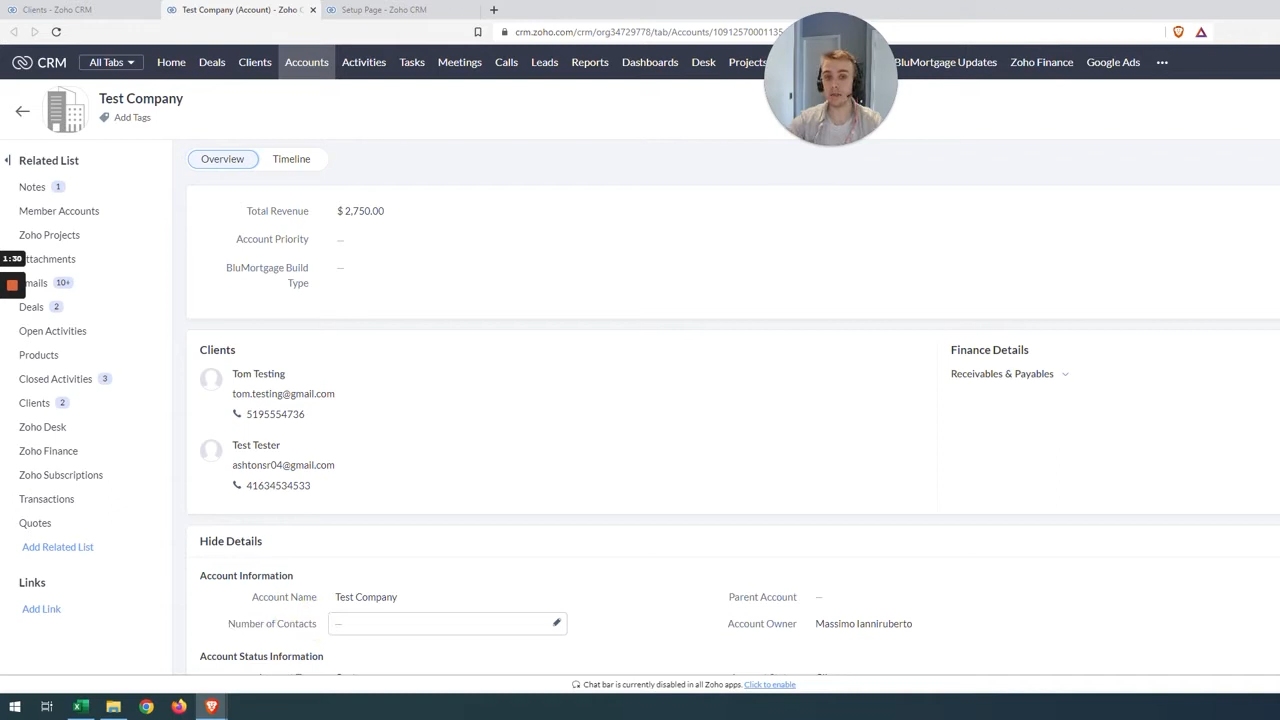 Clients - Zoho CRM
Test Company (Account) - Zoho C
Setup Page - Zoho CRM
crm.zoho.com/crm/org34729778/tab/Accounts/10912570001135
CRM
All Tabs
Home
Deals
Clients
Accounts
Activities
Tasks
Meetings
Calls
Leads
Reports
Dashboards
Desk
Projects
BluMortgage Updates
Zoho Finance
Google Ads
Test Company
Add Tags
Related List
Notes 1
Member Accounts
Zoho Projects
ttachments
mails 10+
Deals 2
Open Activities
Products
Closed Activities 3
Clients 2
Zoho Desk
Zoho Finance
Zoho Subscriptions
Transactions
Quotes
Add Related List
Links
Add Link
1:30
Overview
Timeline
Total Revenue $ 2,750.00
Account Priority —
BluMortgage Build Type —
Clients
Tom Testing
tom.testing@gmail.com
5195554736
Test Tester
ashtonsr04@gmail.com
41634534533
Finance Details
Receivables & Payables
Hide Details
Account Information
Account Name Test Company
Parent Account —
Number of Contacts —
Account Owner Massimo Ianniruberto
Account Status Information
Chat bar is currently disabled in all Zoho apps. Click to enable